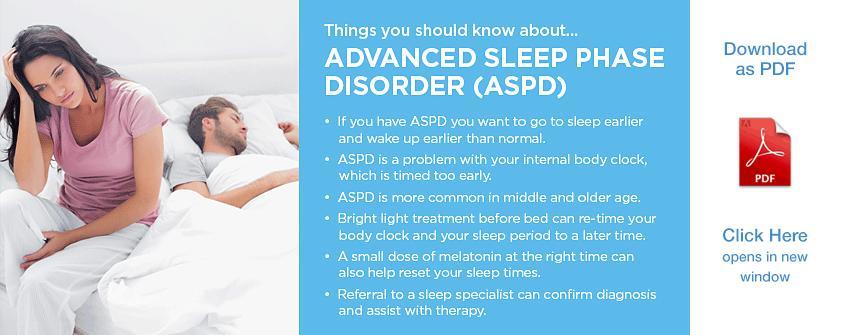 Things you should know about...
ADVANCED SLEEP PHASE
DISORDER (ASPD)
• If you have ASPD you want to go to sleep earlier
and wake up earlier than normal.
• ASPD is a problem with your internal body clock,
which is timed too early.
• ASPD is more common in middle and older age.
• Bright light treatment before bed can re-time your
body clock and your sleep period to a later time.
• A small dose of melatonin at the right time can
also help reset your sleep times.
• Referral to a sleep specialist can confirm diagnosis
and assist with therapy.
Download
as PDF
PDF
Click Here
opens in new
window